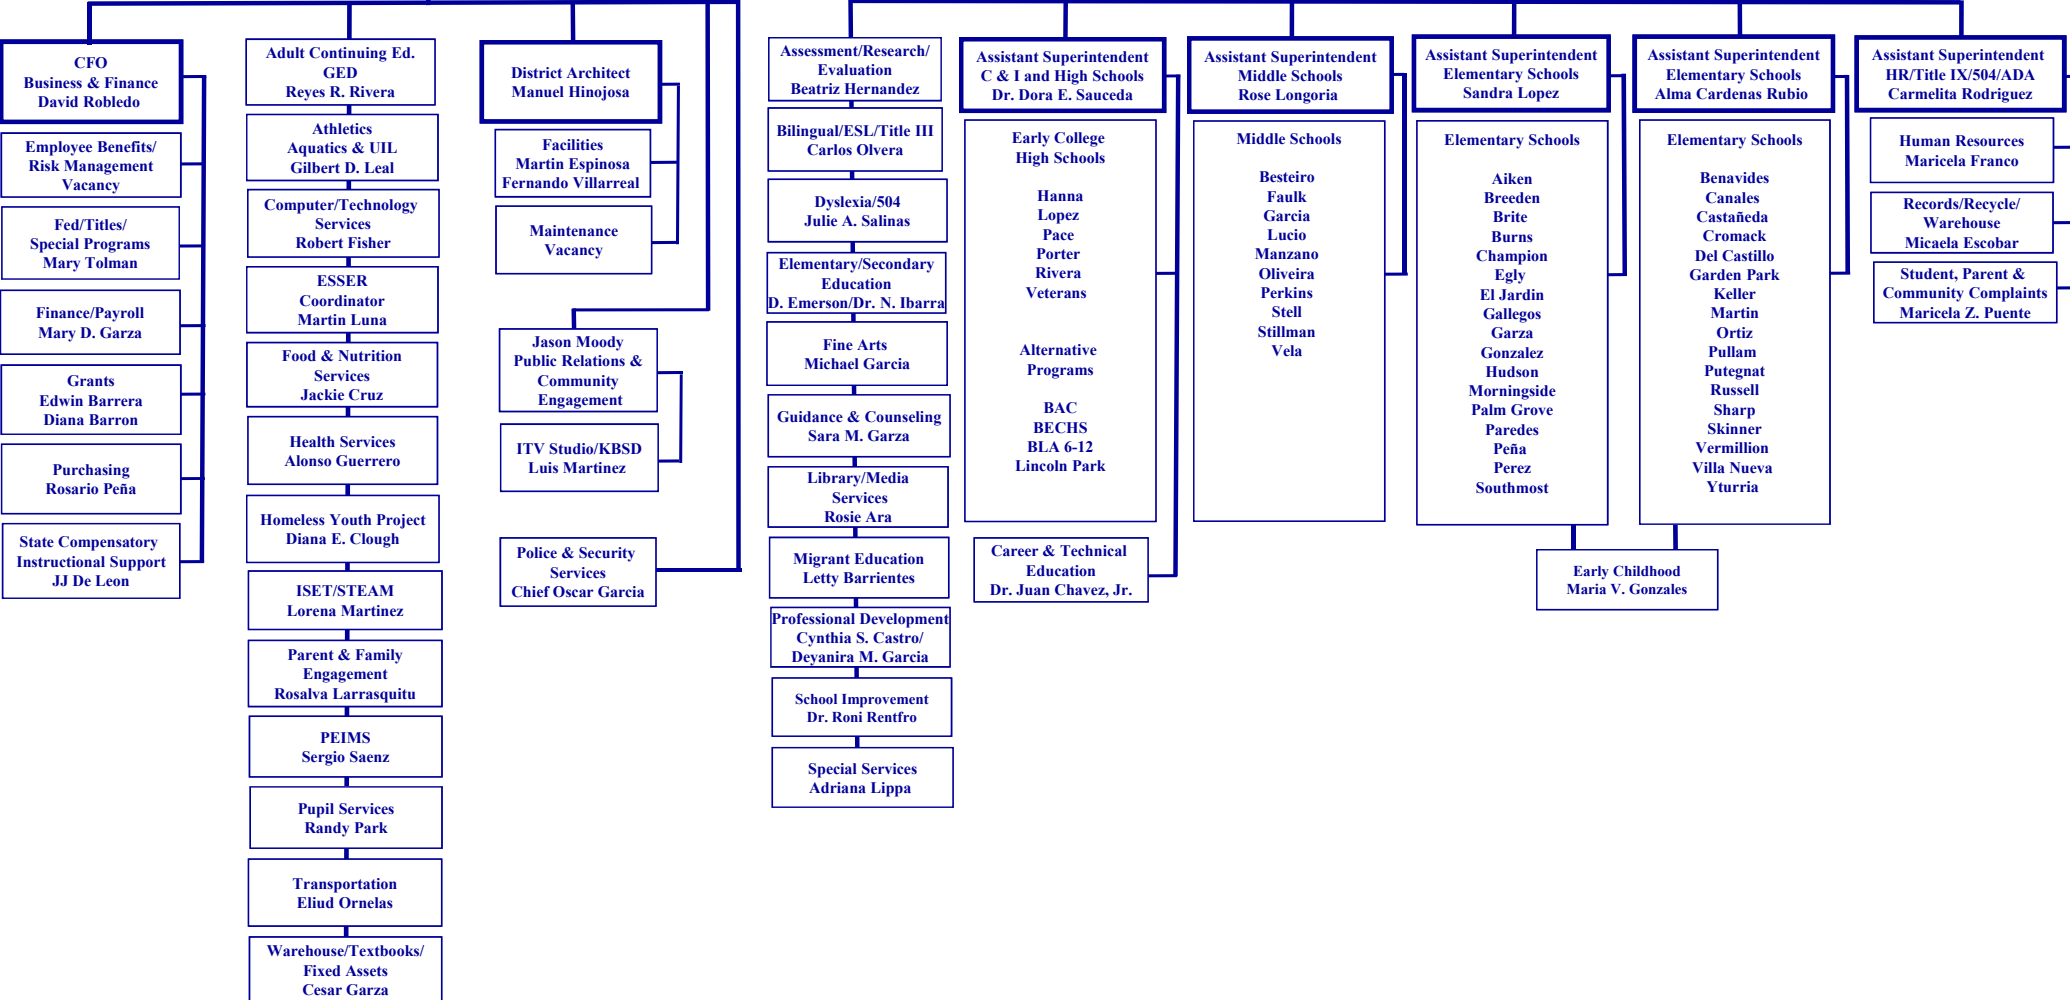 CFO
Business & Finance
David Robledo
Employee Benefits/
Risk Management
Vacancy
Fed/Titles/
Special Programs
Mary Tolman
Finance/Payroll
Mary D. Garza
Grants
Edwin Barrera
Diana Barron
Purchasing
Rosario Peña
State Compensatory
Instructional Support
JJ De Leon
Adult Continuing Ed.
GED
Reyes R. Rivera
Athletics
Aquatics & UIL
Gilbert D. Leal
Computer/Technology
Services
Robert Fisher
ESSER
Coordinator
Martin Luna
Food & Nutrition
Services
Jackie Cruz
Health Services
Alonso Guerrero
Homeless Youth Project
Diana E. Clough
ISET/STEAM
Lorena Martinez
Parent & Family
Engagement
Rosalva Larrasquitu
PEIMS
Sergio Saenz
Pupil Services
Randy Park
Transportation
Eliud Ornelas
Warehouse/Textbooks/
Fixed Assets
Cesar Garza
District Architect
Manuel Hinojosa
Facilities
Martin Espinosa
Fernando Villarreal
Maintenance
Vacancy
Jason Moody
Public Relations &
Community
Engagement
ITV Studio/KBSD
Luis Martinez
Police & Security
Services
Chief Oscar Garcia
Assessment/Research/
Evaluation
Beatriz Hernandez
Bilingual/ESL/Title III
Carlos Olvera
Dyslexia/504
Julie A. Salinas
Elementary/Secondary
Education
D. Emerson/Dr. N. Ibarra
Fine Arts
Michael Garcia
Guidance & Counseling
Sara M. Garza
Library/Media
Services
Rosie Ara
Migrant Education
Letty Barrientes
Professional Development
Cynthia S. Castro/
Deyanira M. Garcia
School Improvement
Dr. Roni Rentfro
Special Services
Adriana Lippa
Assistant Superintendent
C & I and High Schools
Dr. Dora E. Sauceda
Early College
High Schools
Hanna
Lopez
Pace
Porter
Rivera
Veterans
Alternative
Programs
BAC
BECHS
BLA 6-12
Lincoln Park
Career & Technical
Education
Dr. Juan Chavez, Jr.
Assistant Superintendent
Middle Schools
Rose Longoria
Middle Schools
Besteiro
Faulk
Garcia
Lucio
Manzano
Oliveira
Perkins
Stell
Stillman
Vela
Assistant Superintendent
Elementary Schools
Sandra Lopez
Elementary Schools
Aiken
Breeden
Brite
Burns
Champion
Egly
El Jardin
Gallegos
Garza
Gonzalez
Hudson
Morningside
Palm Grove
Paredes
Peña
Perez
Southmost
Assistant Superintendent
Elementary Schools
Alma Cardenas Rubio
Elementary Schools
Benavides
Canales
Castañeda
Cromack
Del Castillo
Garden Park
Keller
Martin
Ortiz
Pullam
Putegnat
Russell
Sharp
Skinner
Vermillion
Villa Nueva
Yturria
Early Childhood
Maria V. Gonzales
Assistant Superintendent
HR/Title IX/504/ADA
Carmelita Rodriguez
Human Resources
Maricela Franco
Records/Recycle/
Warehouse
Micaela Escobar
Student, Parent &
Community Complaints
Maricela Z. Puente